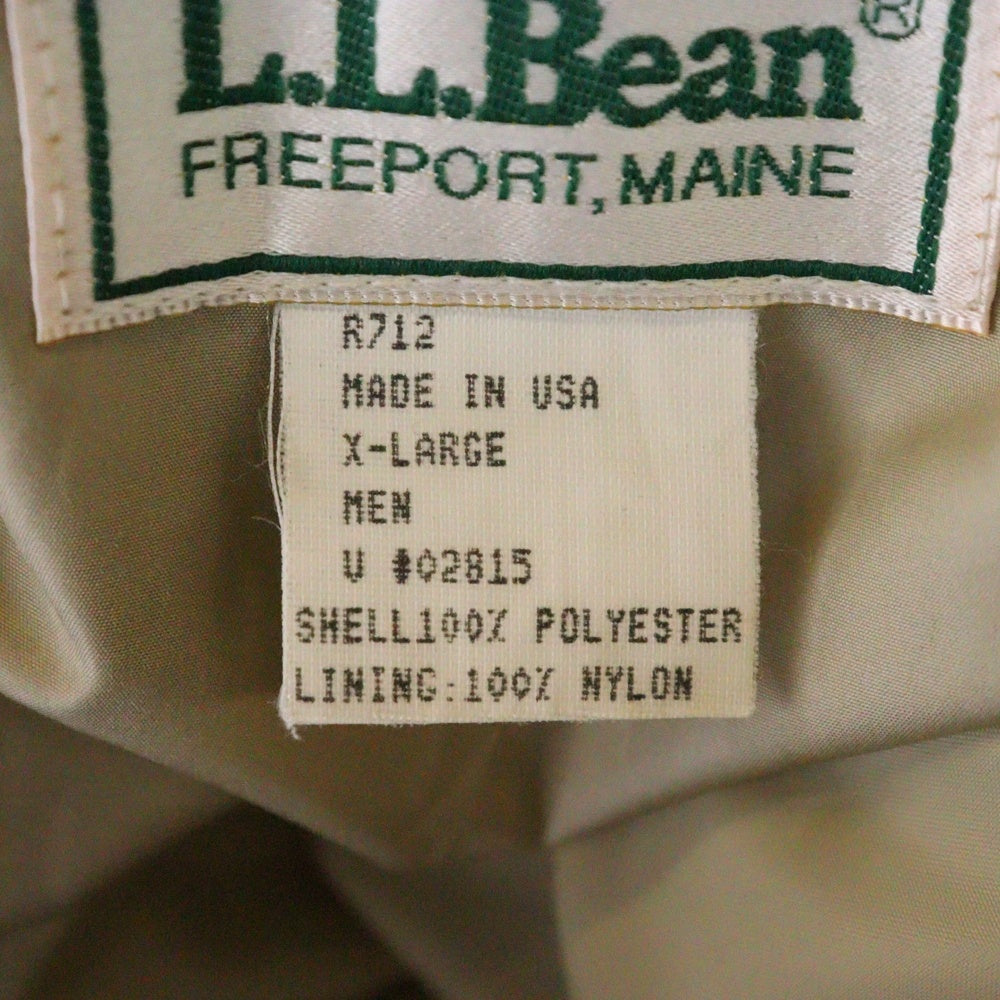 L.L.Bean®
FREEPORT, MAINE
R712
MADE IN USA
X-LARGE
MEN
V #02815
SHELL100% POLYESTER
LINING:100% NYLON